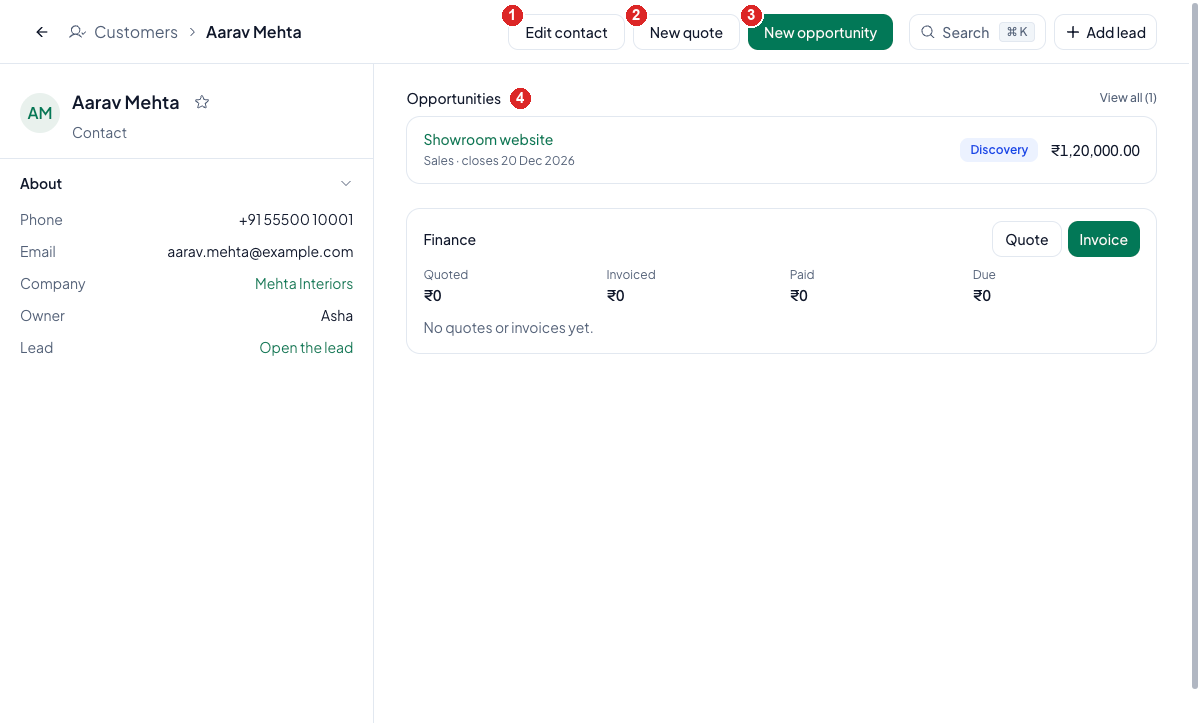 Customers > Aarav Mehta
1 Edit contact
2 New quote
3 New opportunity
Search ⌘ K
+ Add lead
AM
Aarav Mehta
Contact
About
Phone +91 55500 10001
Email aarav.mehta@example.com
Company Mehta Interiors
Owner Asha
Lead Open the lead
Opportunities 4 View all (1)
Showroom website
Sales · closes 20 Dec 2026
Discovery ₹1,20,000.00
Finance Quote Invoice
Quoted Invoiced Paid Due
₹0 ₹0 ₹0 ₹0
No quotes or invoices yet.